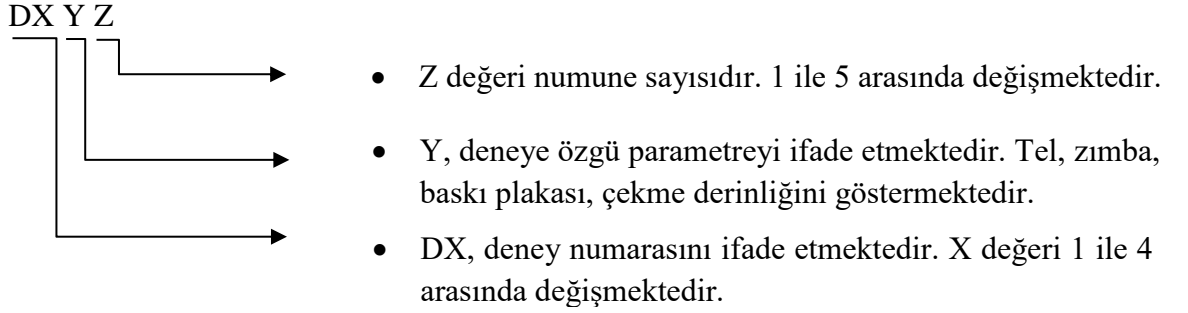 DX Y Z
• Z değeri numune sayısıdır. 1 ile 5 arasında değişmektedir.
• Y, deneye özgü parametreyi ifade etmektedir. Tel, zımba,
baskı plakası, çekme derinliğini göstermektedir.
• DX, deney numarasını ifade etmektedir. X değeri 1 ile 4
arasında değişmektedir.